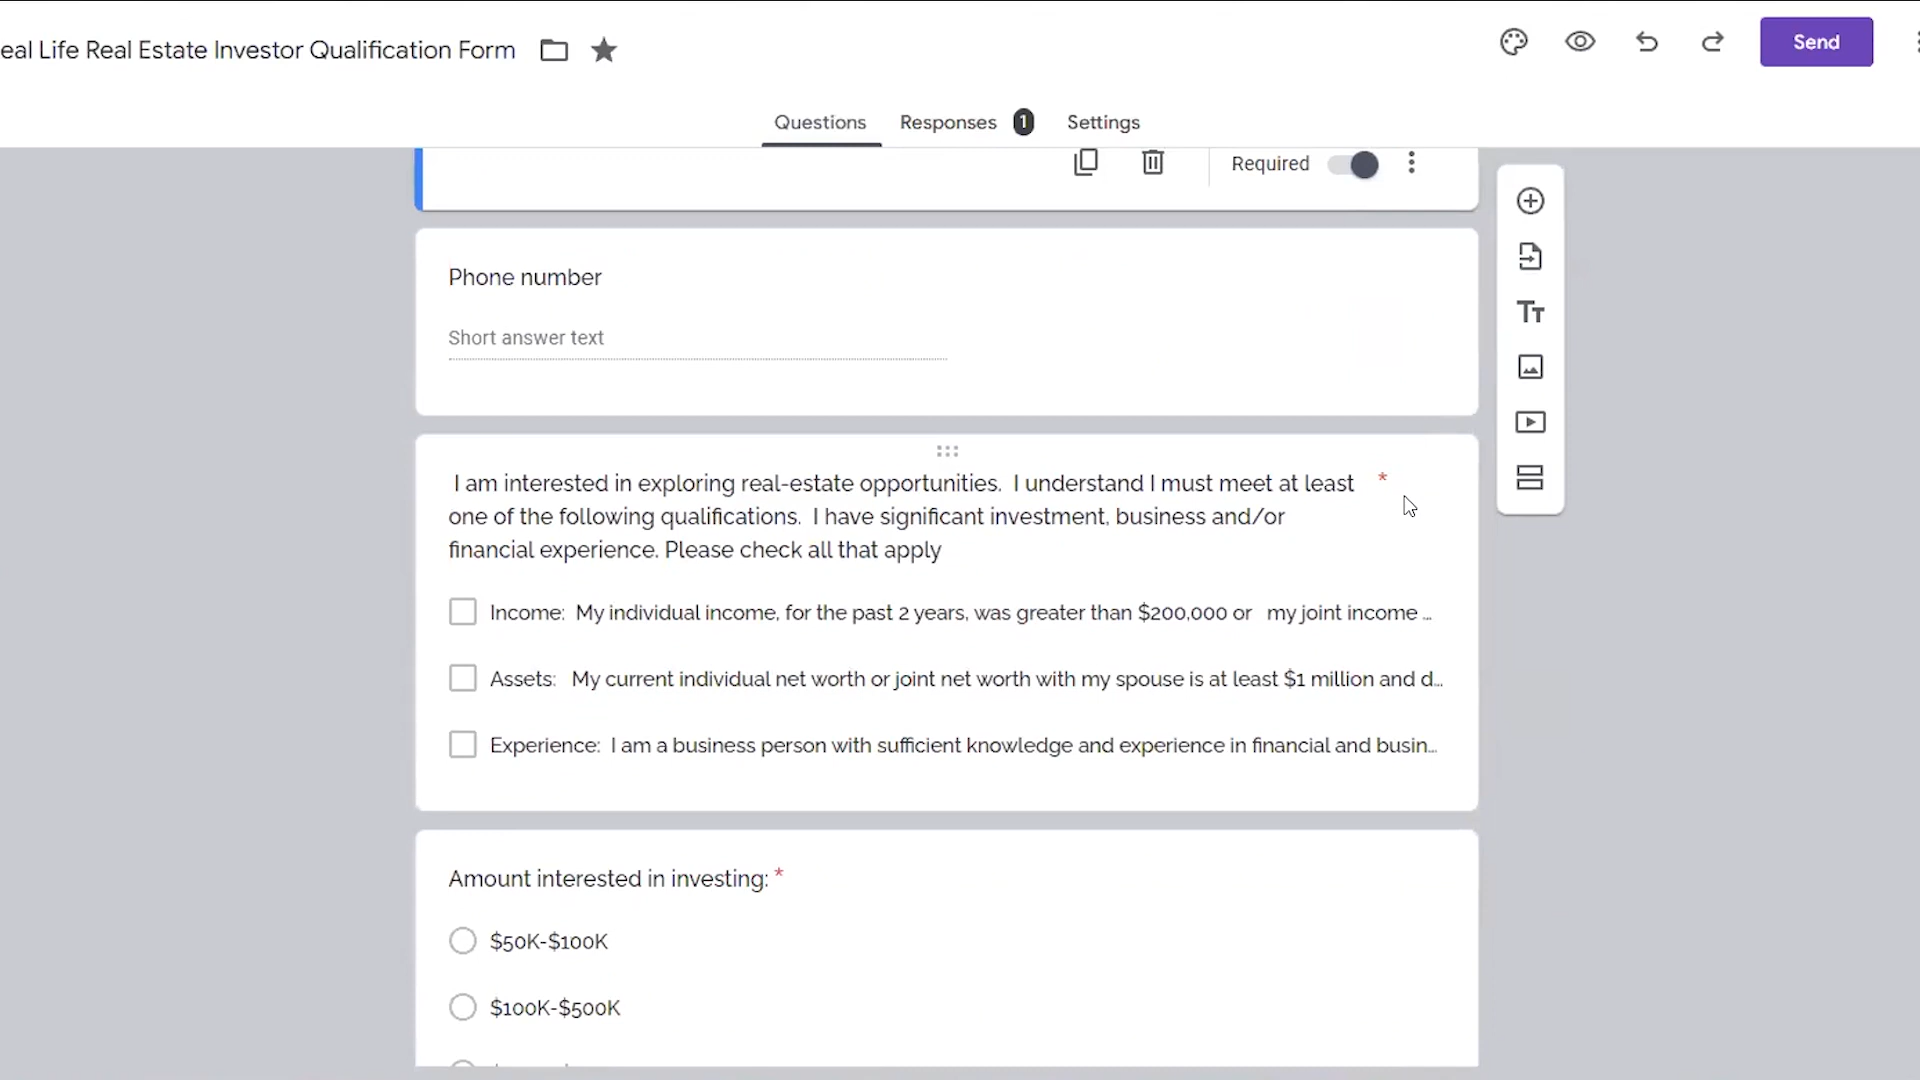 eal Life Real Estate Investor Qualification Form
Send
Questions
Responses
1
Settings
Required
Phone number
Short answer text
I am interested in exploring real-estate opportunities. I understand I must meet at least *
one of the following qualifications. I have significant investment, business and/or
financial experience. Please check all that apply
Income: My individual income, for the past 2 years, was greater than $200,000 or my joint income ...
Assets: My current individual net worth or joint net worth with my spouse is at least $1 million and d...
Experience: I am a business person with sufficient knowledge and experience in financial and busin...
Amount interested in investing: *
$50K-$100K
$100K-$500K